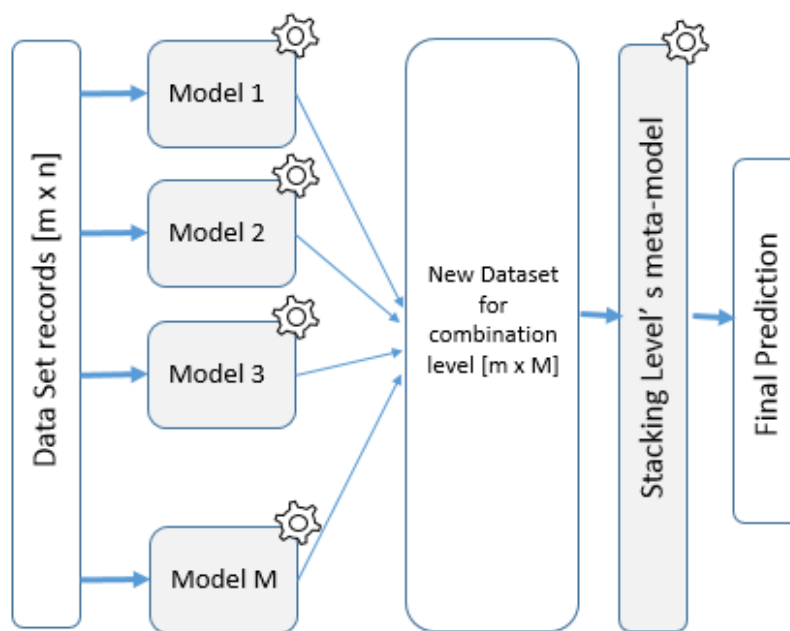 Data Set records [m x n]
Model 1
Model 2
Model 3
Model M
New Dataset
for
combination
level [m x M]
Stacking Level’ s meta-model
Final Prediction